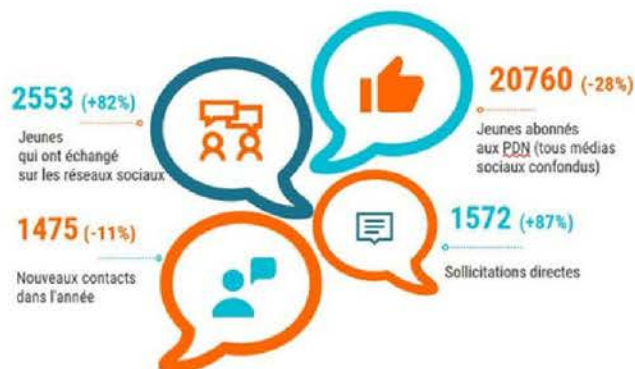 2553 (+82%)
Jeunes
qui ont échangé
sur les réseaux sociaux
20760 (-28%)
Jeunes abonnés
aux PDN (tous médias
sociaux confondus)
1475 (-11%)
Nouveaux contacts
dans l'année
1572 (+87%)
Sollicitations directes